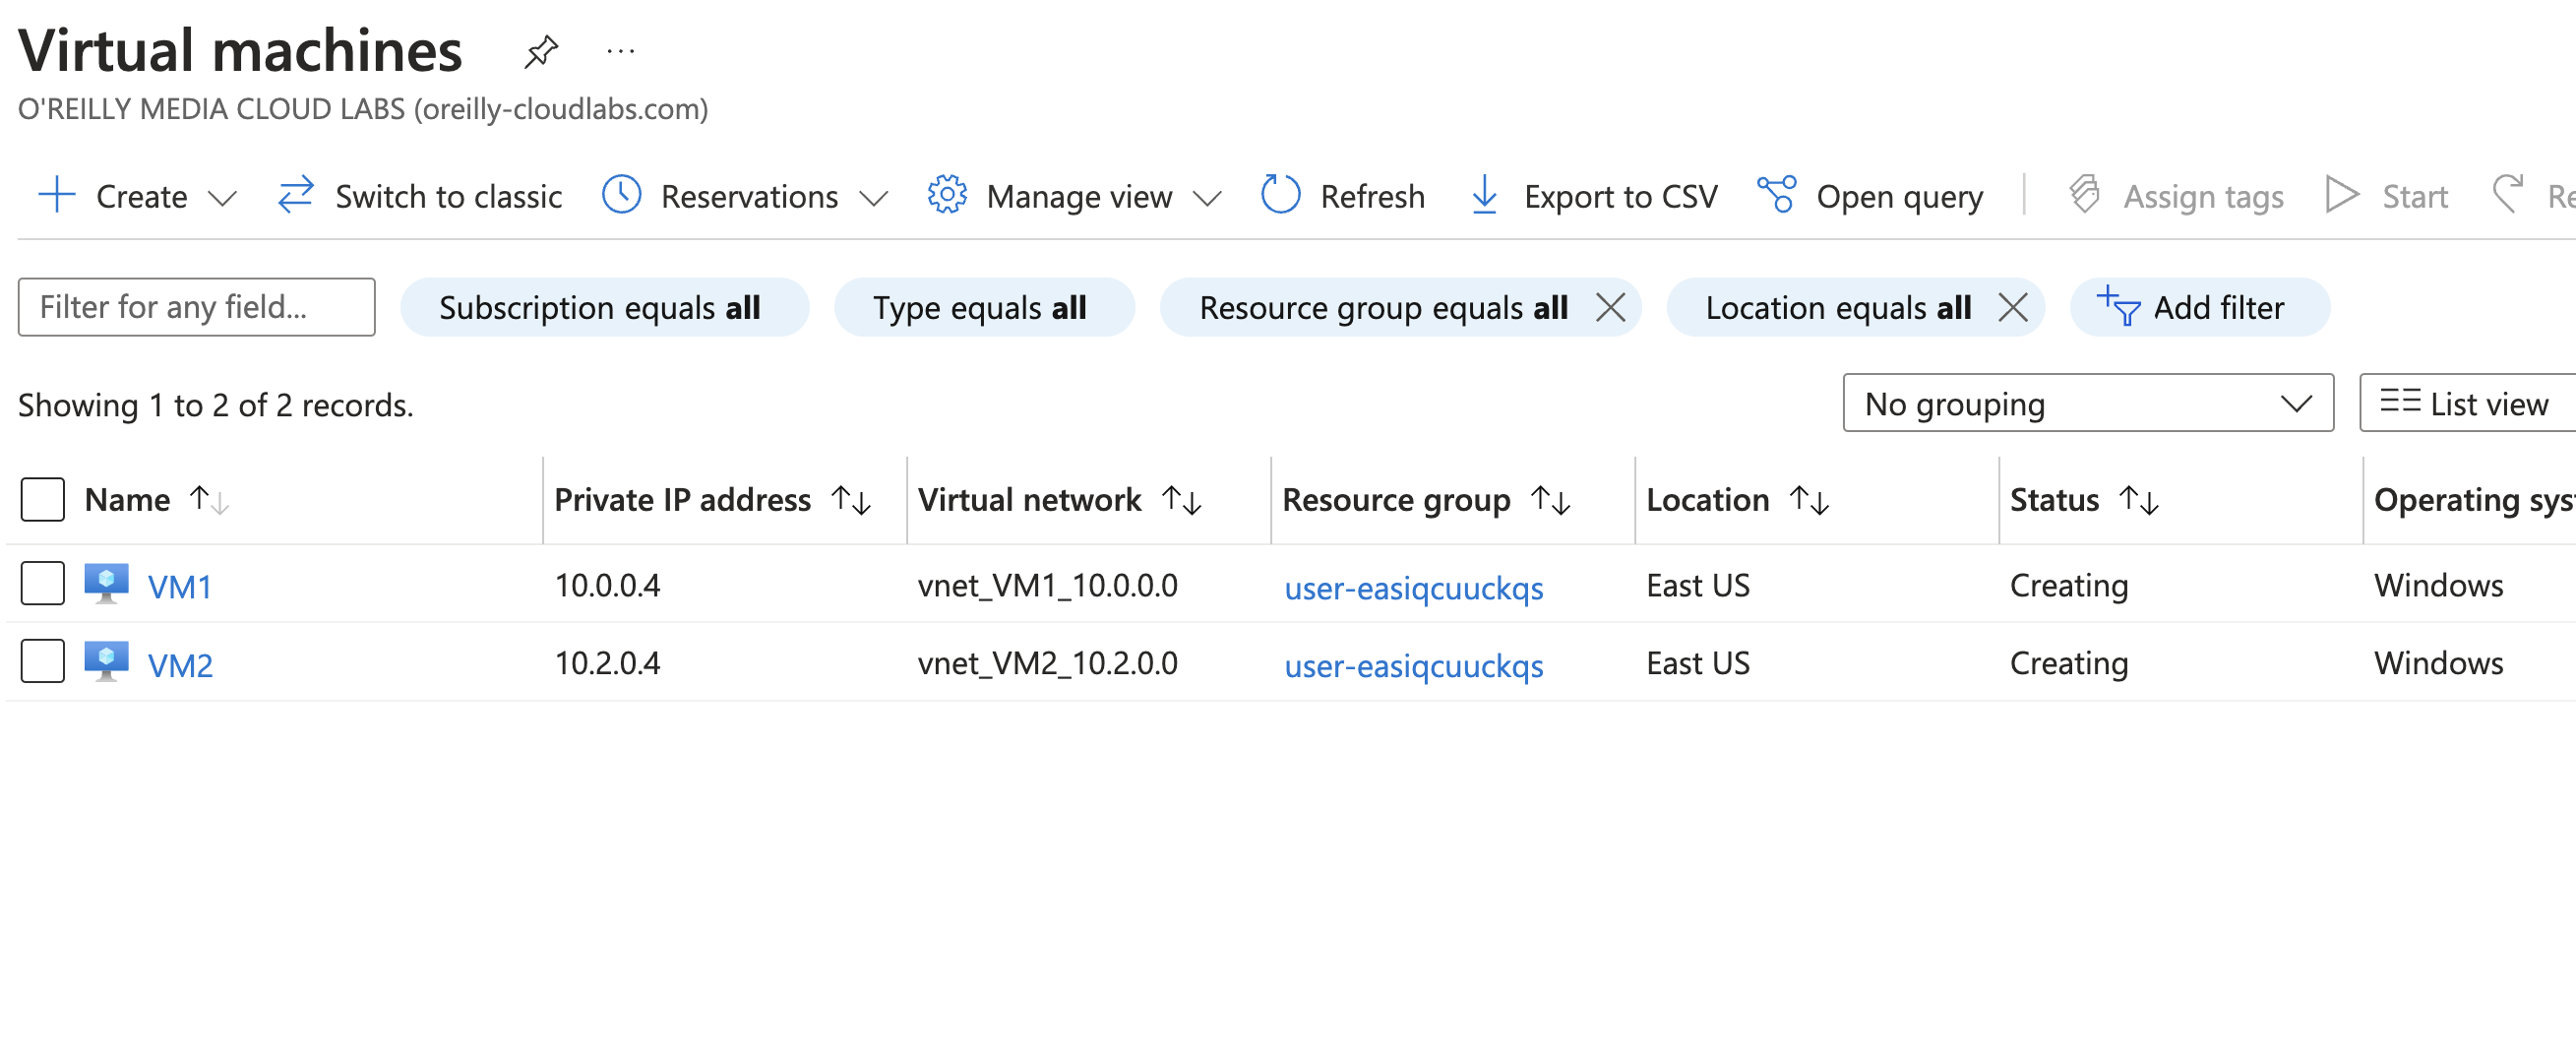 Virtual machines
O'REILLY MEDIA CLOUD LABS (oreilly-cloudlabs.com)
Create Switch to classic Reservations Manage view Refresh Export to CSV Open query Assign tags Start Re
Filter for any field... Subscription equals all Type equals all Resource group equals all Location equals all Add filter
Showing 1 to 2 of 2 records. No grouping List view
Name Private IP address Virtual network Resource group Location Status Operating sys
VM1 10.0.0.4 vnet_VM1_10.0.0.0 user-easiqcuuckqs East US Creating Windows
VM2 10.2.0.4 vnet_VM2_10.2.0.0 user-easiqcuuckqs East US Creating Windows